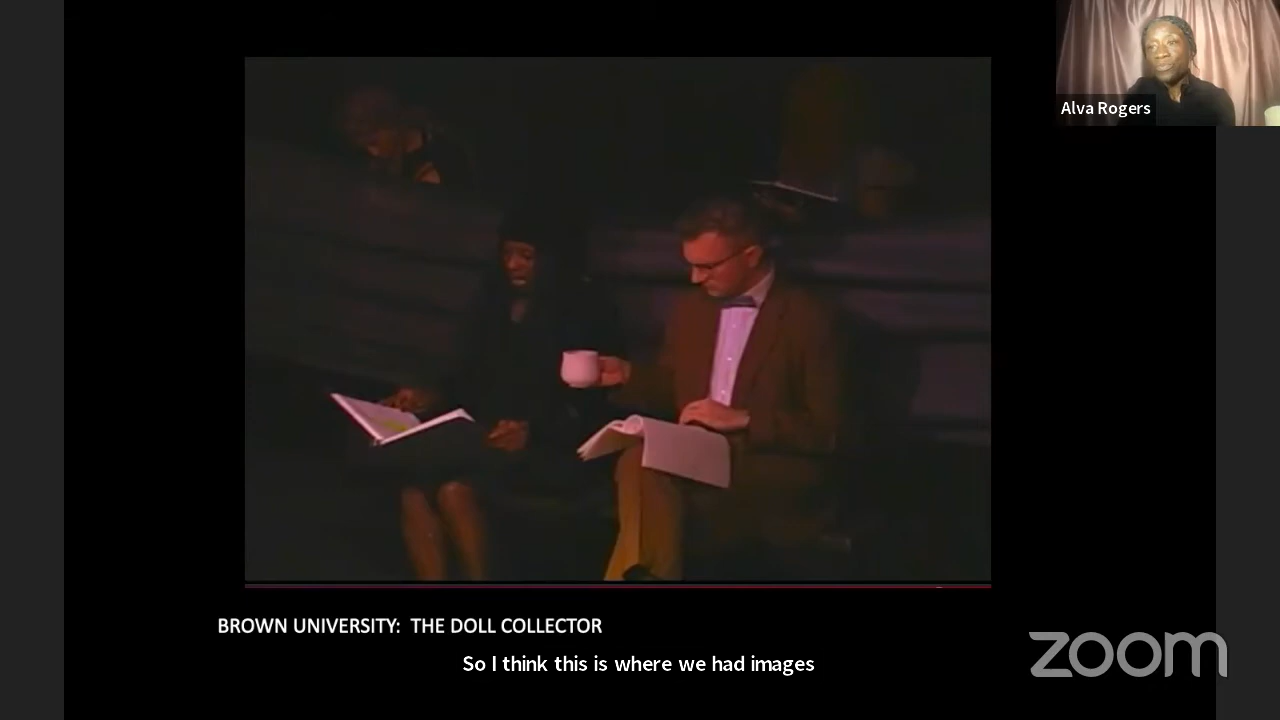 Alva Rogers
BROWN UNIVERSITY: THE DOLL COLLECTOR
So I think this is where we had images
zoom